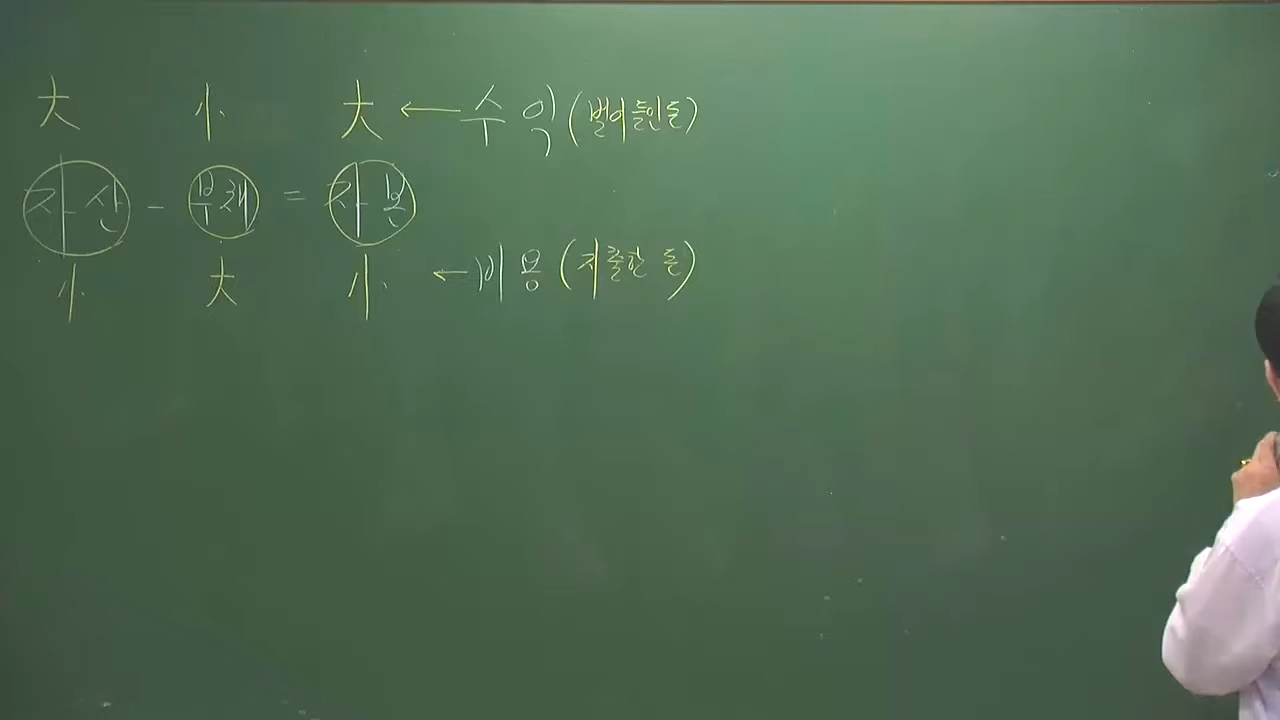 大 小 大 ← 수익 (벌어들인 돈)
자산 - 부채 = 자본
小 大 小 ← 비용 (지출한 돈)